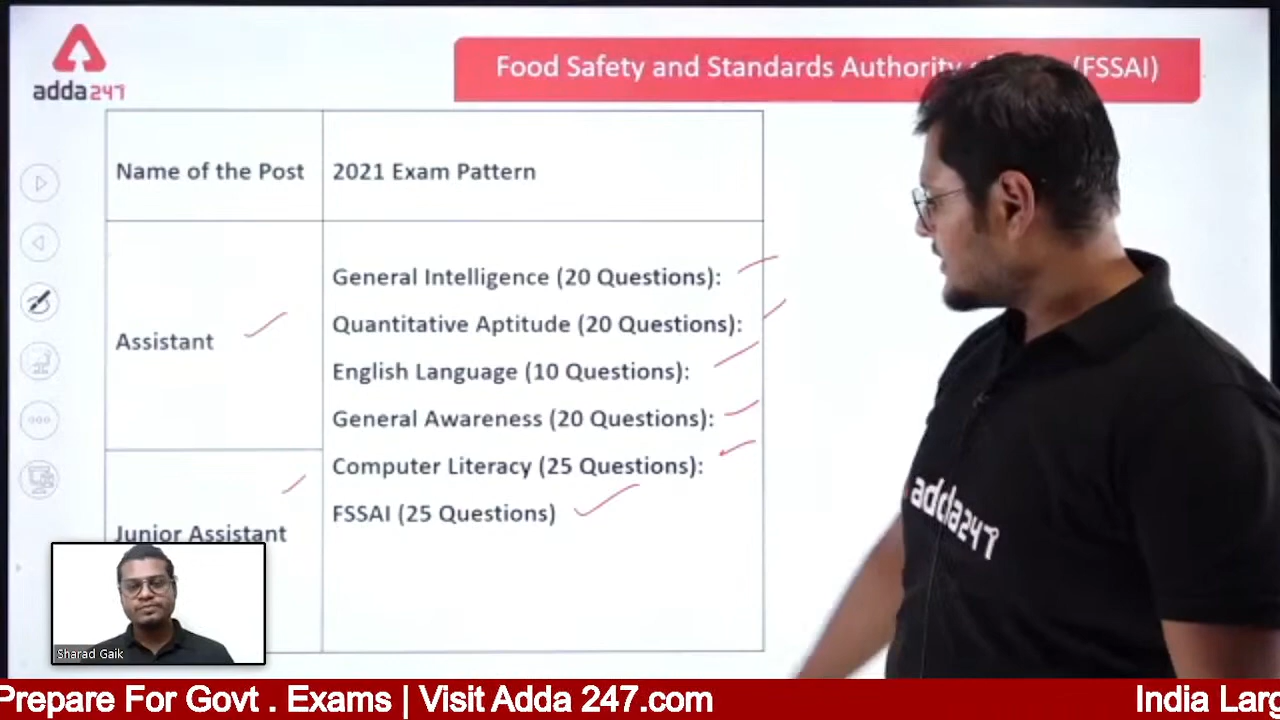 adda247
Food Safety and Standards Authority (FSSAI)
Name of the Post
2021 Exam Pattern
Assistant
General Intelligence (20 Questions):
Quantitative Aptitude (20 Questions):
English Language (10 Questions):
General Awareness (20 Questions):
Computer Literacy (25 Questions):
FSSAI (25 Questions)
Junior Assistant
adda247
Sharad Gaik
Prepare For Govt . Exams | Visit Adda 247.com
India Larg